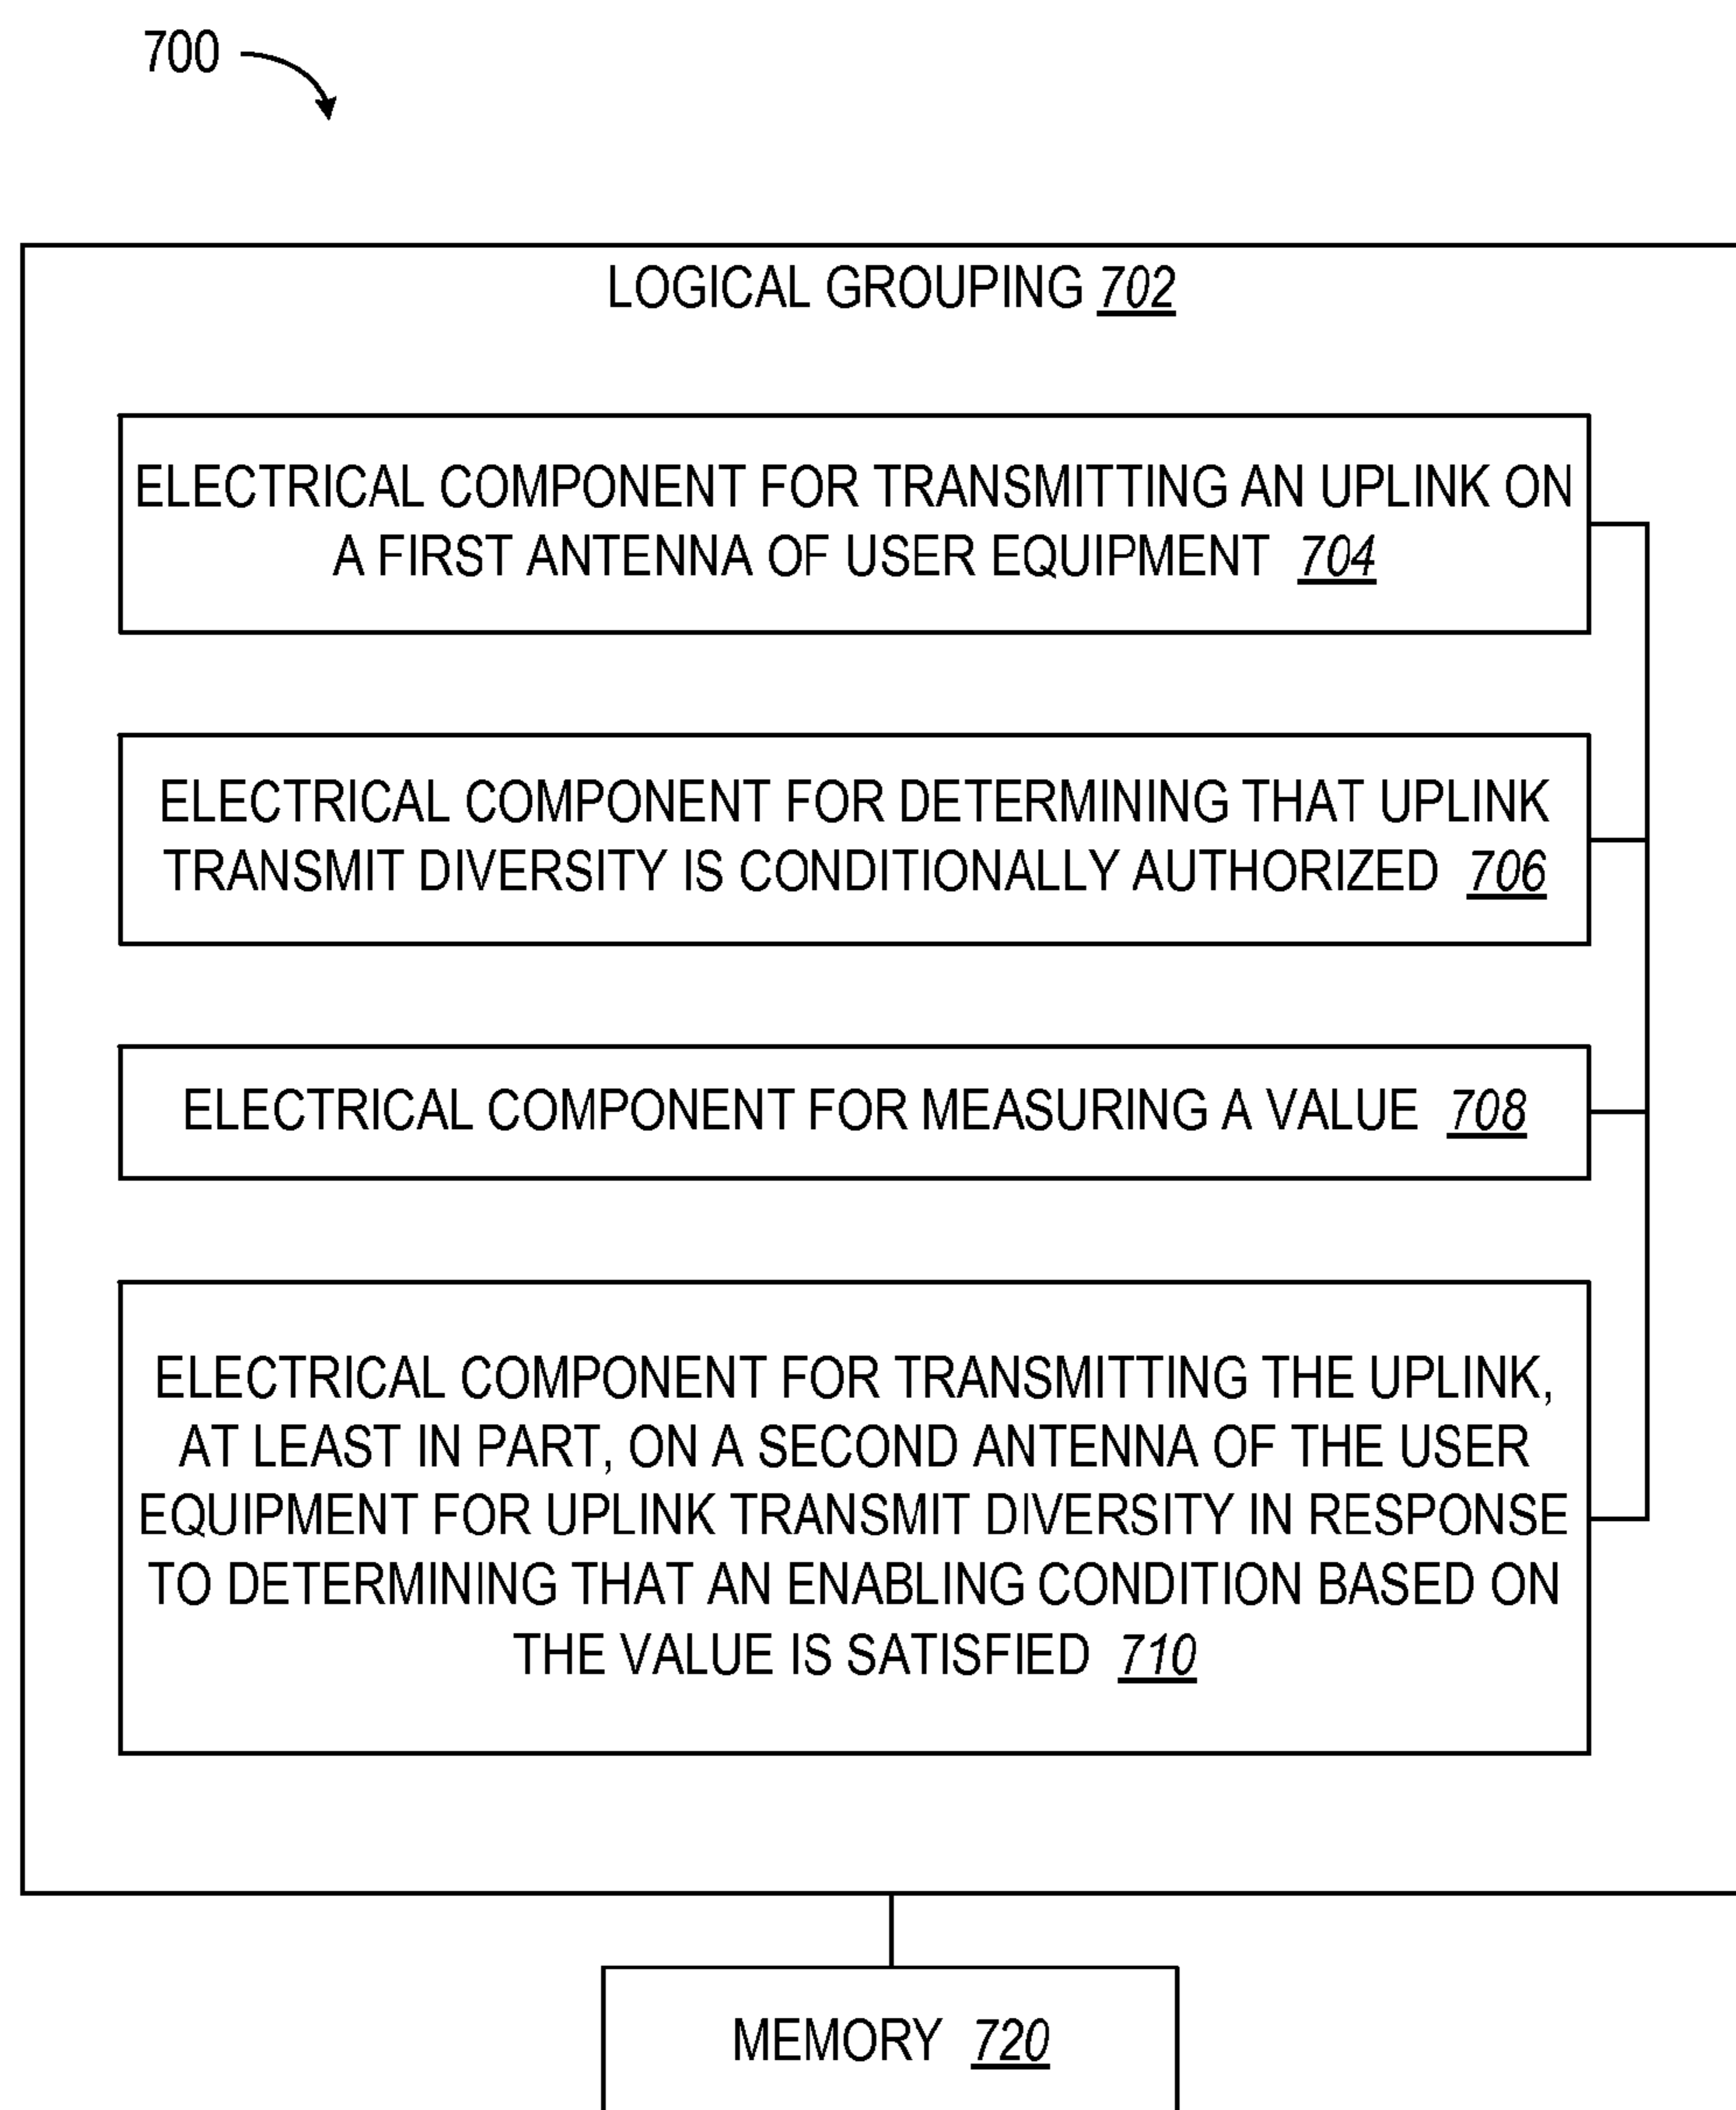 700
LOGICAL GROUPING 702
ELECTRICAL COMPONENT FOR TRANSMITTING AN UPLINK ON
A FIRST ANTENNA OF USER EQUIPMENT 704
ELECTRICAL COMPONENT FOR DETERMINING THAT UPLINK
TRANSMIT DIVERSITY IS CONDITIONALLY AUTHORIZED 706
ELECTRICAL COMPONENT FOR MEASURING A VALUE 708
ELECTRICAL COMPONENT FOR TRANSMITTING THE UPLINK,
AT LEAST IN PART, ON A SECOND ANTENNA OF THE USER
EQUIPMENT FOR UPLINK TRANSMIT DIVERSITY IN RESPONSE
TO DETERMINING THAT AN ENABLING CONDITION BASED ON
THE VALUE IS SATISFIED 710
MEMORY 720